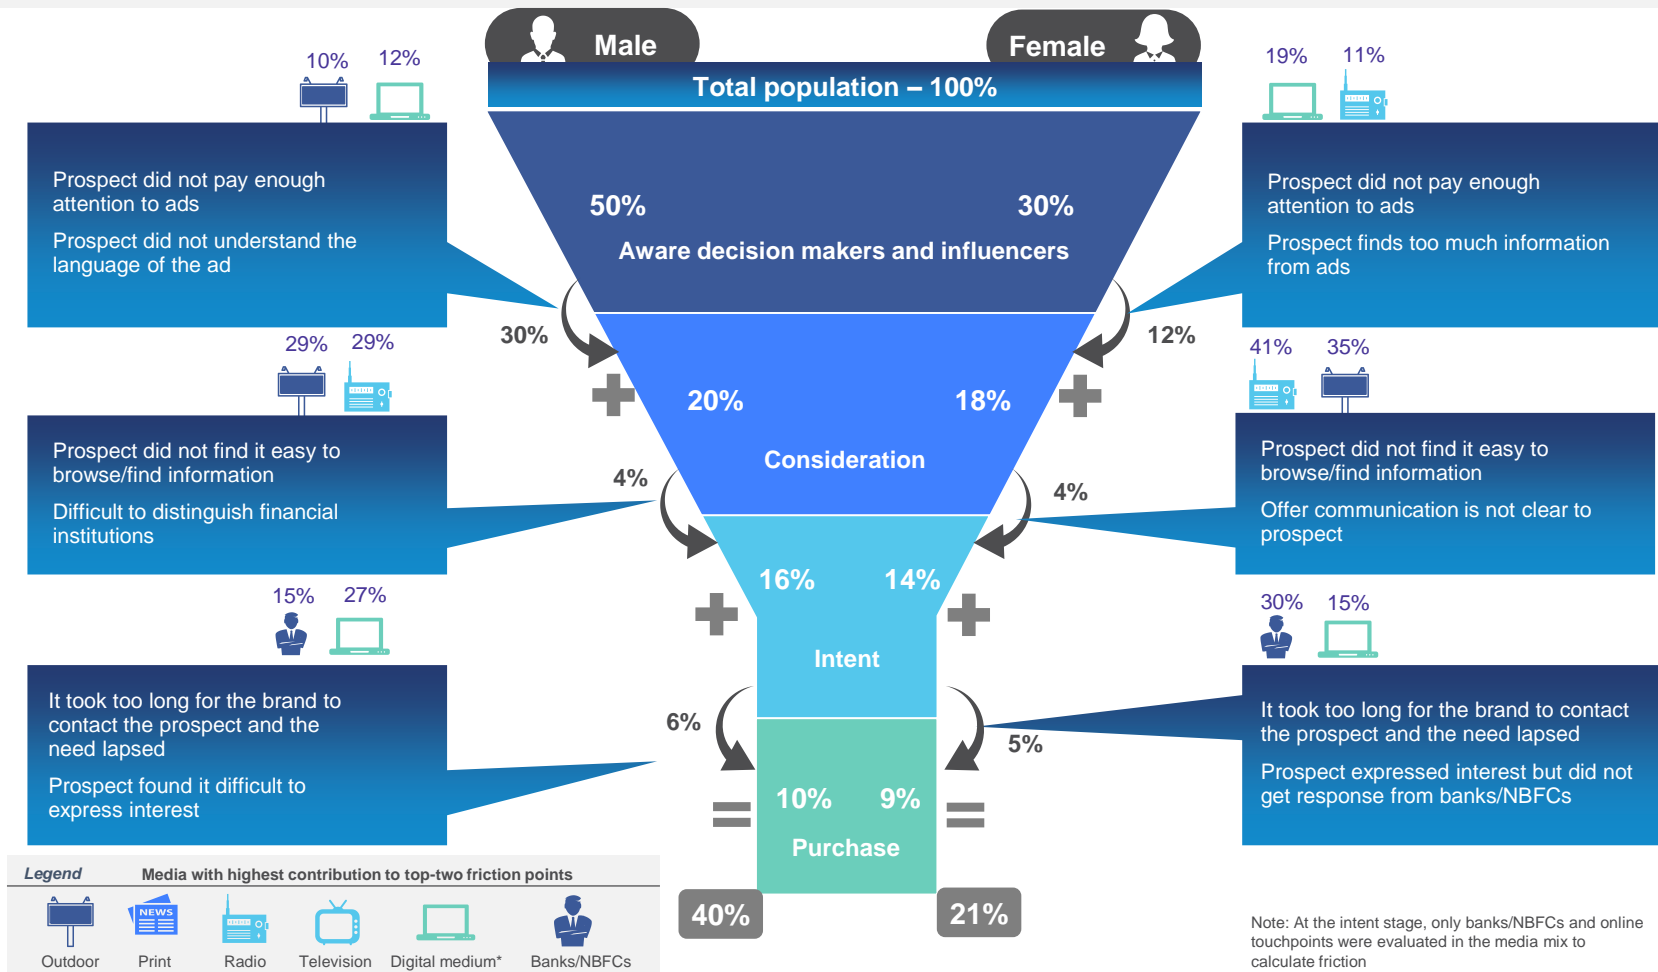 Male
Female
Total population – 100%
10%
12%
Prospect did not pay enough
attention to ads
Prospect did not understand the
language of the ad
19%
11%
Prospect did not pay enough
attention to ads
Prospect finds too much information
from ads
50%
30%
Aware decision makers and influencers
30%
12%
29%
29%
Prospect did not find it easy to
browse/find information
Difficult to distinguish financial
institutions
41%
35%
Prospect did not find it easy to
browse/find information
Offer communication is not clear to
prospect
20%
18%
Consideration
4%
4%
16%
14%
Intent
15%
27%
It took too long for the brand to
contact the prospect and the
need lapsed
Prospect found it difficult to
express interest
30%
15%
It took too long for the brand to contact
the prospect and the need lapsed
Prospect expressed interest but did not
get response from banks/NBFCs
6%
5%
10%
9%
Purchase
40%
21%
Legend
Media with highest contribution to top-two friction points
NEWS
Outdoor
Print
Radio
Television
Digital medium*
Banks/NBFCs
Note: At the intent stage, only banks/NBFCs and online
touchpoints were evaluated in the media mix to
calculate friction